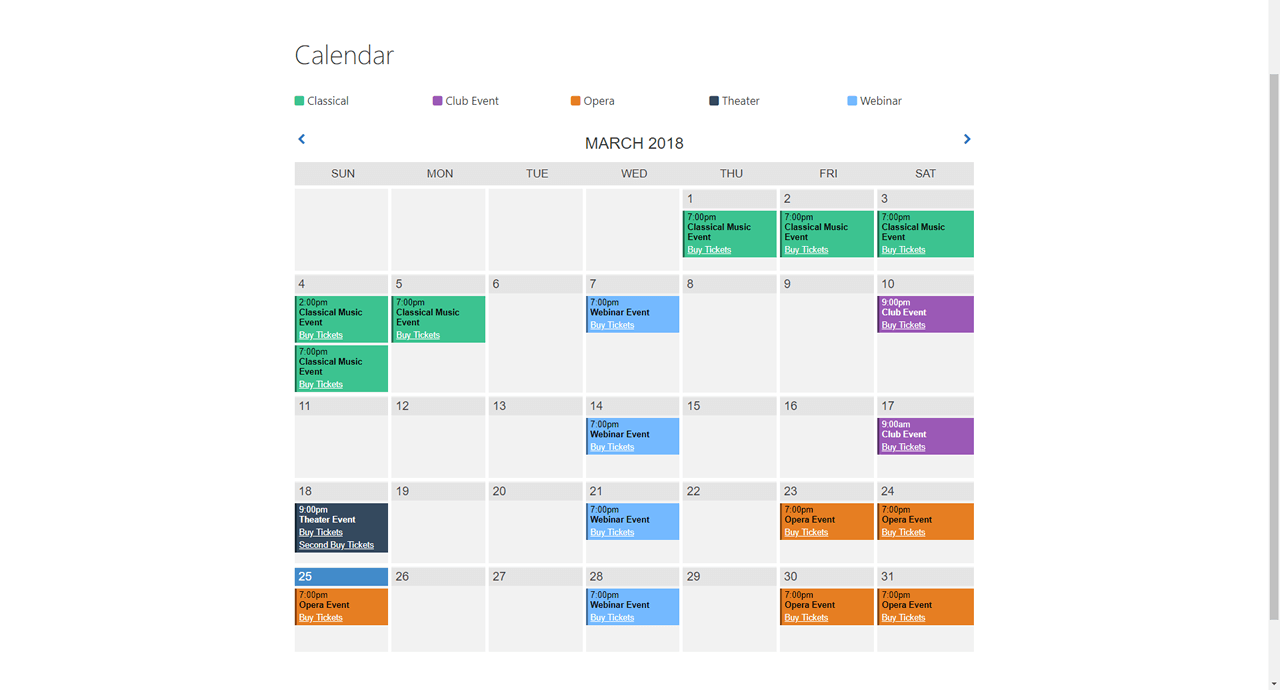 Calendar
Classical Club Event Opera Theater Webinar
MARCH 2018
SUN MON TUE WED THU FRI SAT
1 2 3
7:00pm 7:00pm 7:00pm
Classical Music Classical Music Classical Music
Event Event Event
Buy Tickets Buy Tickets Buy Tickets
4 5 6 7 8 9 10
2:00pm 7:00pm 7:00pm 9:00pm
Classical Music Classical Music Webinar Event Club Event
Event Event Buy Tickets Buy Tickets
Buy Tickets Buy Tickets
7:00pm
Classical Music
Event
Buy Tickets
11 12 13 14 15 16 17
7:00pm 9:00am
Webinar Event Club Event
Buy Tickets Buy Tickets
18 19 20 21 22 23 24
9:00pm 7:00pm 7:00pm 7:00pm
Theater Event Webinar Event Opera Event Opera Event
Buy Tickets Buy Tickets Buy Tickets Buy Tickets
Second Buy Tickets
25 26 27 28 29 30 31
7:00pm 7:00pm 7:00pm 7:00pm
Opera Event Webinar Event Opera Event Opera Event
Buy Tickets Buy Tickets Buy Tickets Buy Tickets